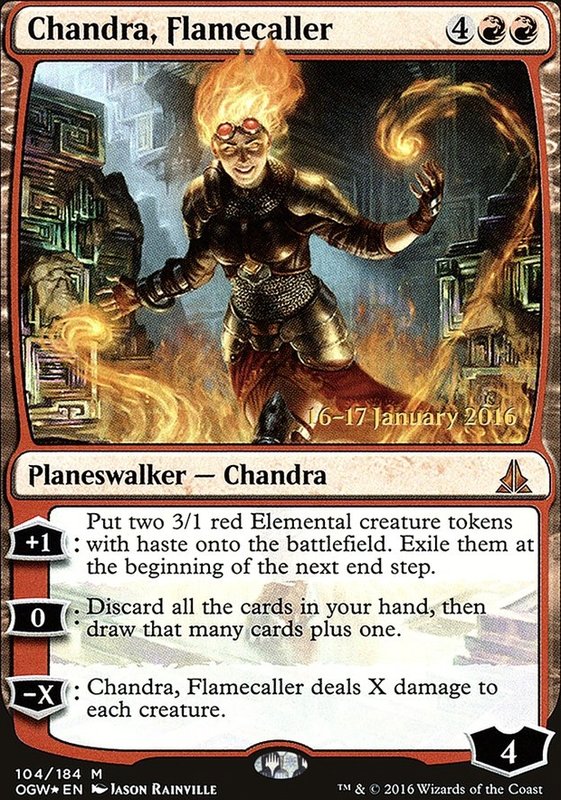 Chandra, Flamecaller 4
16-17 January 2016
Planeswalker — Chandra
+1 : Put two 3/1 red Elemental creature tokens
with haste onto the battlefield. Exile them at
the beginning of the next end step.
0 : Discard all the cards in your hand, then
draw that many cards plus one.
-X : Chandra, Flamecaller deals X damage to
each creature.
4
104/184 M
OGW★EN Jason Rainville
™ & © 2016 Wizards of the Coast